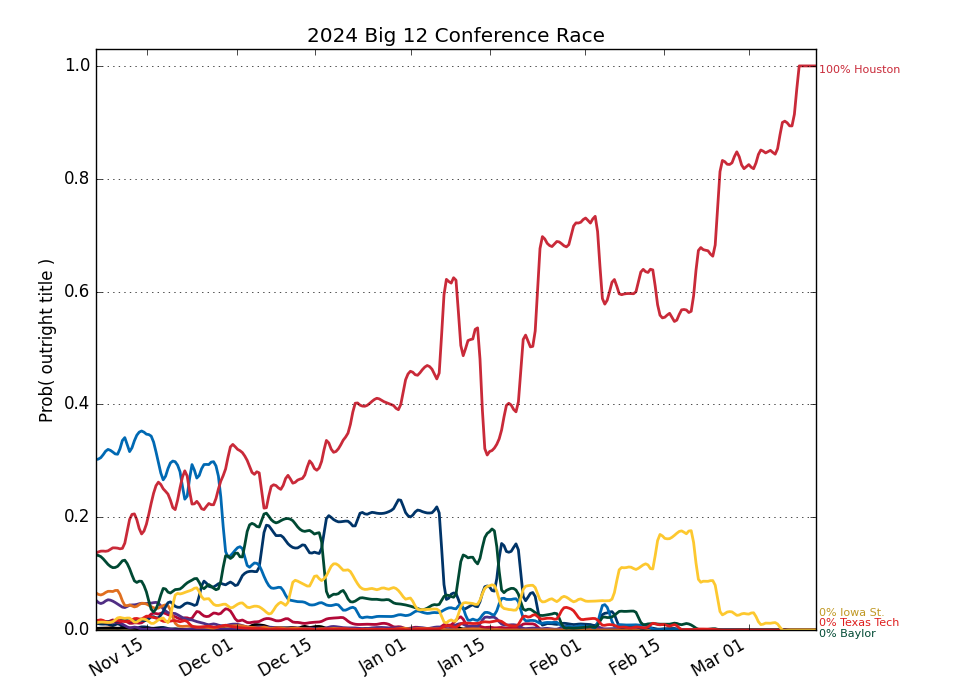 2024 Big 12 Conference Race
Prob( outright title )
1.0
0.8
0.6
0.4
0.2
0.0
Nov 15
Dec 01
Dec 15
Jan 01
Jan 15
Feb 01
Feb 15
Mar 01
100% Houston
0% Iowa St.
0% Texas Tech
0% Baylor